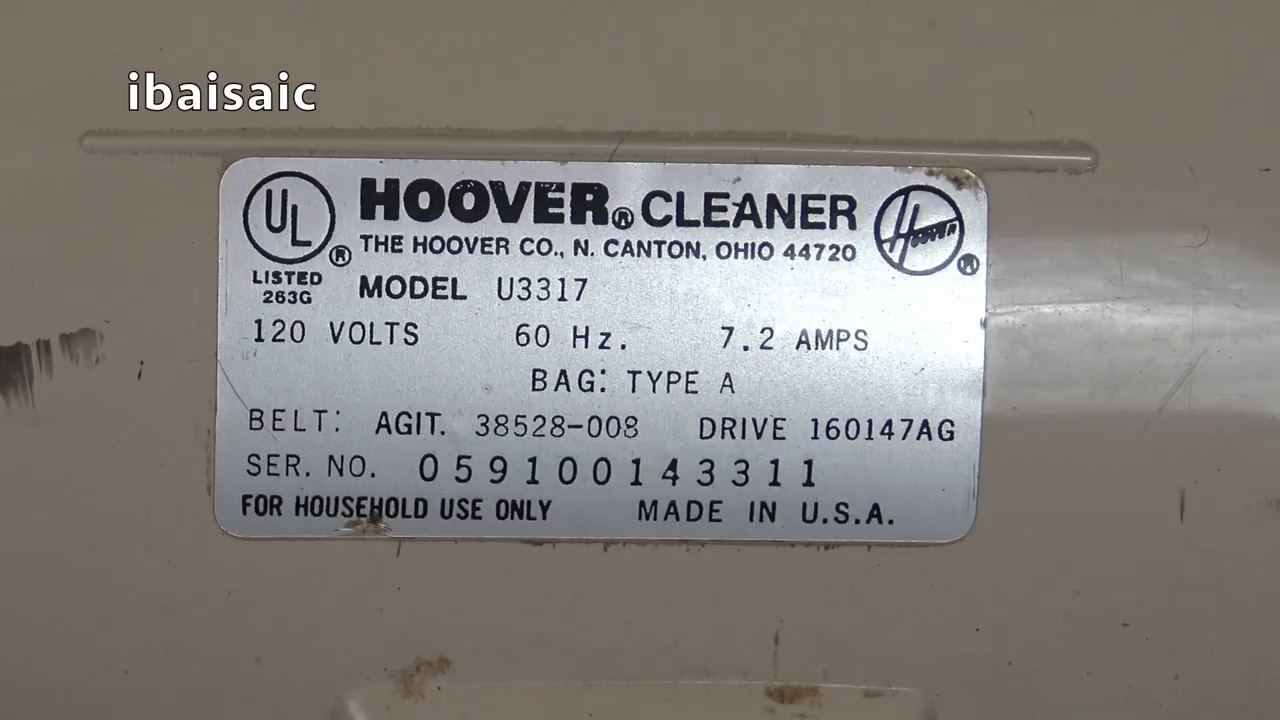 ibaisaic
UL ® HOOVER® CLEANER Hoover ®
THE HOOVER CO., N. CANTON, OHIO 44720
LISTED
263G
MODEL U3317
120 VOLTS 60 Hz. 7.2 AMPS
BAG: TYPE A
BELT: AGIT. 38528-008 DRIVE 160147AG
SER. NO. 059100143311
FOR HOUSEHOLD USE ONLY MADE IN U.S.A.